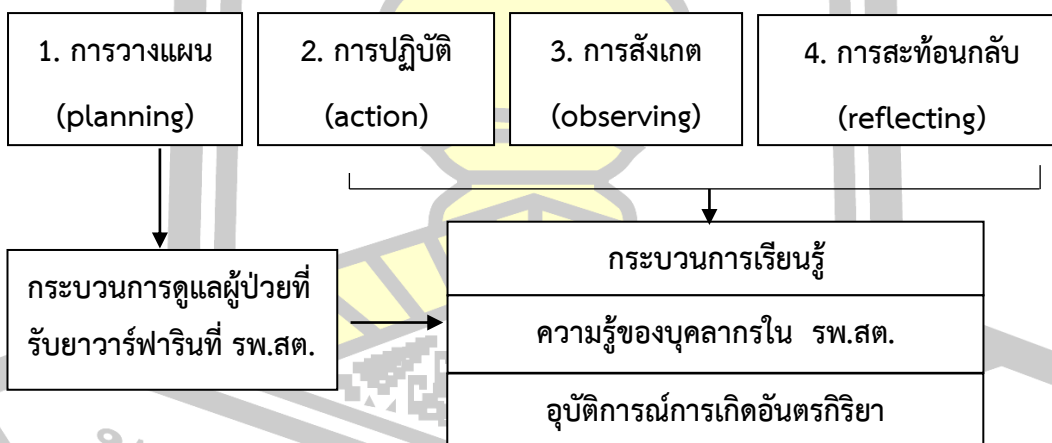 1. การวางแผน
(planning)
2. การปฏิบัติ
(action)
3. การสังเกต
(observing)
4. การสะท้อนกลับ
(reflecting)
กระบวนการดูแลผู้ป่วยที่
รับยาวาร์ฟารินที่ รพ.สต.
กระบวนการเรียนรู้
ความรู้ของบุคลากรใน รพ.สต.
อุบัติการณ์การเกิดอันตรกิริยา